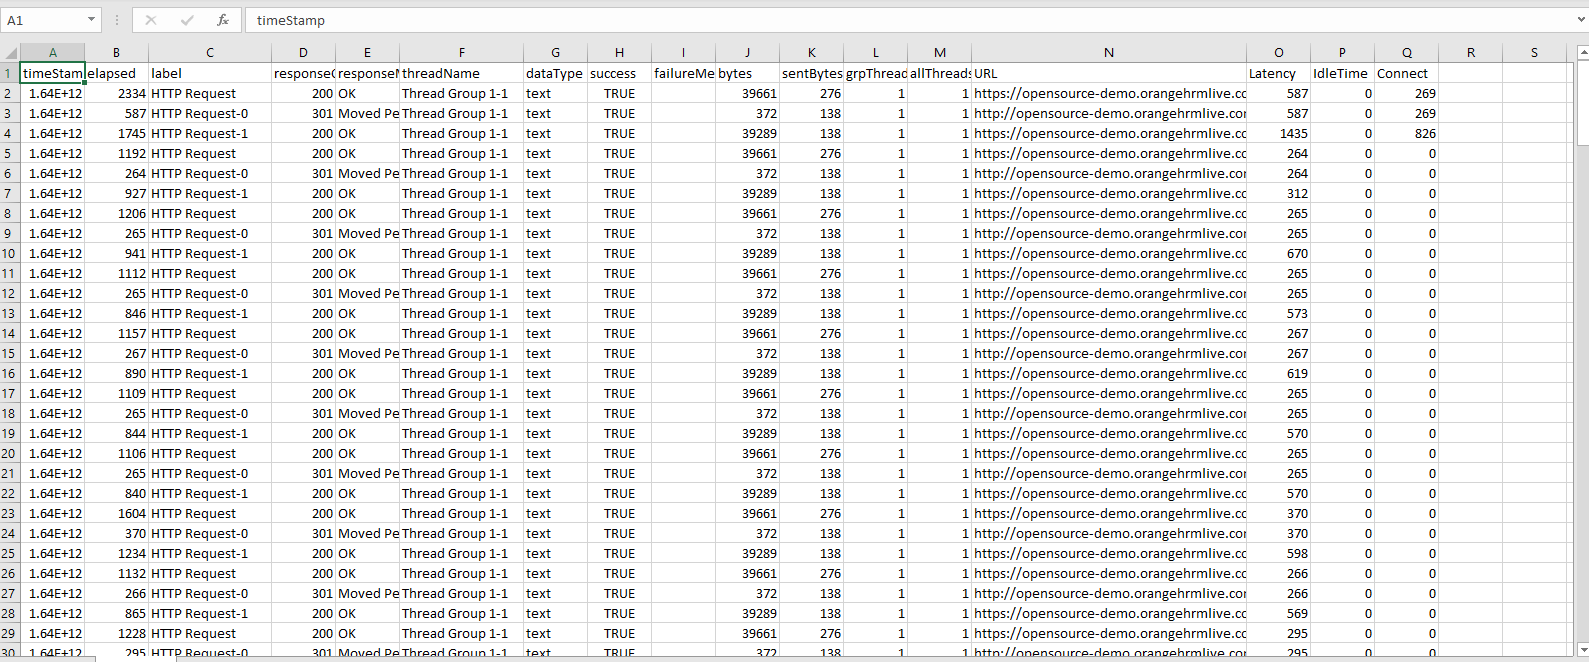 A1 fx timeStamp
A B C D E F G H I J K L M N O P Q R S
1 timeStam elapsed label responseC responseM threadName dataType success failureMe bytes sentBytes grpThread allThreads URL Latency IdleTime Connect
2 1.64E+12 2334 HTTP Request 200 OK Thread Group 1-1 text TRUE 39661 276 1 1 https://opensource-demo.orangehrmlive.cc 587 0 269
3 1.64E+12 587 HTTP Request-0 301 Moved Pe Thread Group 1-1 text TRUE 372 138 1 1 http://opensource-demo.orangehrmlive.cor 587 0 269
4 1.64E+12 1745 HTTP Request-1 200 OK Thread Group 1-1 text TRUE 39289 138 1 1 https://opensource-demo.orangehrmlive.cc 1435 0 826
5 1.64E+12 1192 HTTP Request 200 OK Thread Group 1-1 text TRUE 39661 276 1 1 https://opensource-demo.orangehrmlive.cc 264 0 0
6 1.64E+12 264 HTTP Request-0 301 Moved Pe Thread Group 1-1 text TRUE 372 138 1 1 http://opensource-demo.orangehrmlive.cor 264 0 0
7 1.64E+12 927 HTTP Request-1 200 OK Thread Group 1-1 text TRUE 39289 138 1 1 https://opensource-demo.orangehrmlive.cc 312 0 0
8 1.64E+12 1206 HTTP Request 200 OK Thread Group 1-1 text TRUE 39661 276 1 1 https://opensource-demo.orangehrmlive.cc 265 0 0
9 1.64E+12 265 HTTP Request-0 301 Moved Pe Thread Group 1-1 text TRUE 372 138 1 1 http://opensource-demo.orangehrmlive.cor 265 0 0
10 1.64E+12 941 HTTP Request-1 200 OK Thread Group 1-1 text TRUE 39289 138 1 1 https://opensource-demo.orangehrmlive.cc 670 0 0
11 1.64E+12 1112 HTTP Request 200 OK Thread Group 1-1 text TRUE 39661 276 1 1 https://opensource-demo.orangehrmlive.cc 265 0 0
12 1.64E+12 265 HTTP Request-0 301 Moved Pe Thread Group 1-1 text TRUE 372 138 1 1 http://opensource-demo.orangehrmlive.cor 265 0 0
13 1.64E+12 846 HTTP Request-1 200 OK Thread Group 1-1 text TRUE 39289 138 1 1 https://opensource-demo.orangehrmlive.cc 573 0 0
14 1.64E+12 1157 HTTP Request 200 OK Thread Group 1-1 text TRUE 39661 276 1 1 https://opensource-demo.orangehrmlive.cc 267 0 0
15 1.64E+12 267 HTTP Request-0 301 Moved Pe Thread Group 1-1 text TRUE 372 138 1 1 http://opensource-demo.orangehrmlive.cor 267 0 0
16 1.64E+12 890 HTTP Request-1 200 OK Thread Group 1-1 text TRUE 39289 138 1 1 https://opensource-demo.orangehrmlive.cc 619 0 0
17 1.64E+12 1109 HTTP Request 200 OK Thread Group 1-1 text TRUE 39661 276 1 1 https://opensource-demo.orangehrmlive.cc 265 0 0
18 1.64E+12 265 HTTP Request-0 301 Moved Pe Thread Group 1-1 text TRUE 372 138 1 1 http://opensource-demo.orangehrmlive.cor 265 0 0
19 1.64E+12 844 HTTP Request-1 200 OK Thread Group 1-1 text TRUE 39289 138 1 1 https://opensource-demo.orangehrmlive.cc 570 0 0
20 1.64E+12 1106 HTTP Request 200 OK Thread Group 1-1 text TRUE 39661 276 1 1 https://opensource-demo.orangehrmlive.cc 265 0 0
21 1.64E+12 265 HTTP Request-0 301 Moved Pe Thread Group 1-1 text TRUE 372 138 1 1 http://opensource-demo.orangehrmlive.cor 265 0 0
22 1.64E+12 840 HTTP Request-1 200 OK Thread Group 1-1 text TRUE 39289 138 1 1 https://opensource-demo.orangehrmlive.cc 570 0 0
23 1.64E+12 1604 HTTP Request 200 OK Thread Group 1-1 text TRUE 39661 276 1 1 https://opensource-demo.orangehrmlive.cc 370 0 0
24 1.64E+12 370 HTTP Request-0 301 Moved Pe Thread Group 1-1 text TRUE 372 138 1 1 http://opensource-demo.orangehrmlive.cor 370 0 0
25 1.64E+12 1234 HTTP Request-1 200 OK Thread Group 1-1 text TRUE 39289 138 1 1 https://opensource-demo.orangehrmlive.cc 598 0 0
26 1.64E+12 1132 HTTP Request 200 OK Thread Group 1-1 text TRUE 39661 276 1 1 https://opensource-demo.orangehrmlive.cc 266 0 0
27 1.64E+12 266 HTTP Request-0 301 Moved Pe Thread Group 1-1 text TRUE 372 138 1 1 http://opensource-demo.orangehrmlive.cor 266 0 0
28 1.64E+12 865 HTTP Request-1 200 OK Thread Group 1-1 text TRUE 39289 138 1 1 https://opensource-demo.orangehrmlive.cc 569 0 0
29 1.64E+12 1228 HTTP Request 200 OK Thread Group 1-1 text TRUE 39661 276 1 1 https://opensource-demo.orangehrmlive.cc 295 0 0
30 1.64E+12 295 HTTP Request-0 301 Moved Pe Thread Group 1-1 text TRUE 372 138 1 1 http://opensource-demo.orangehrmlive.cor 295 0 0